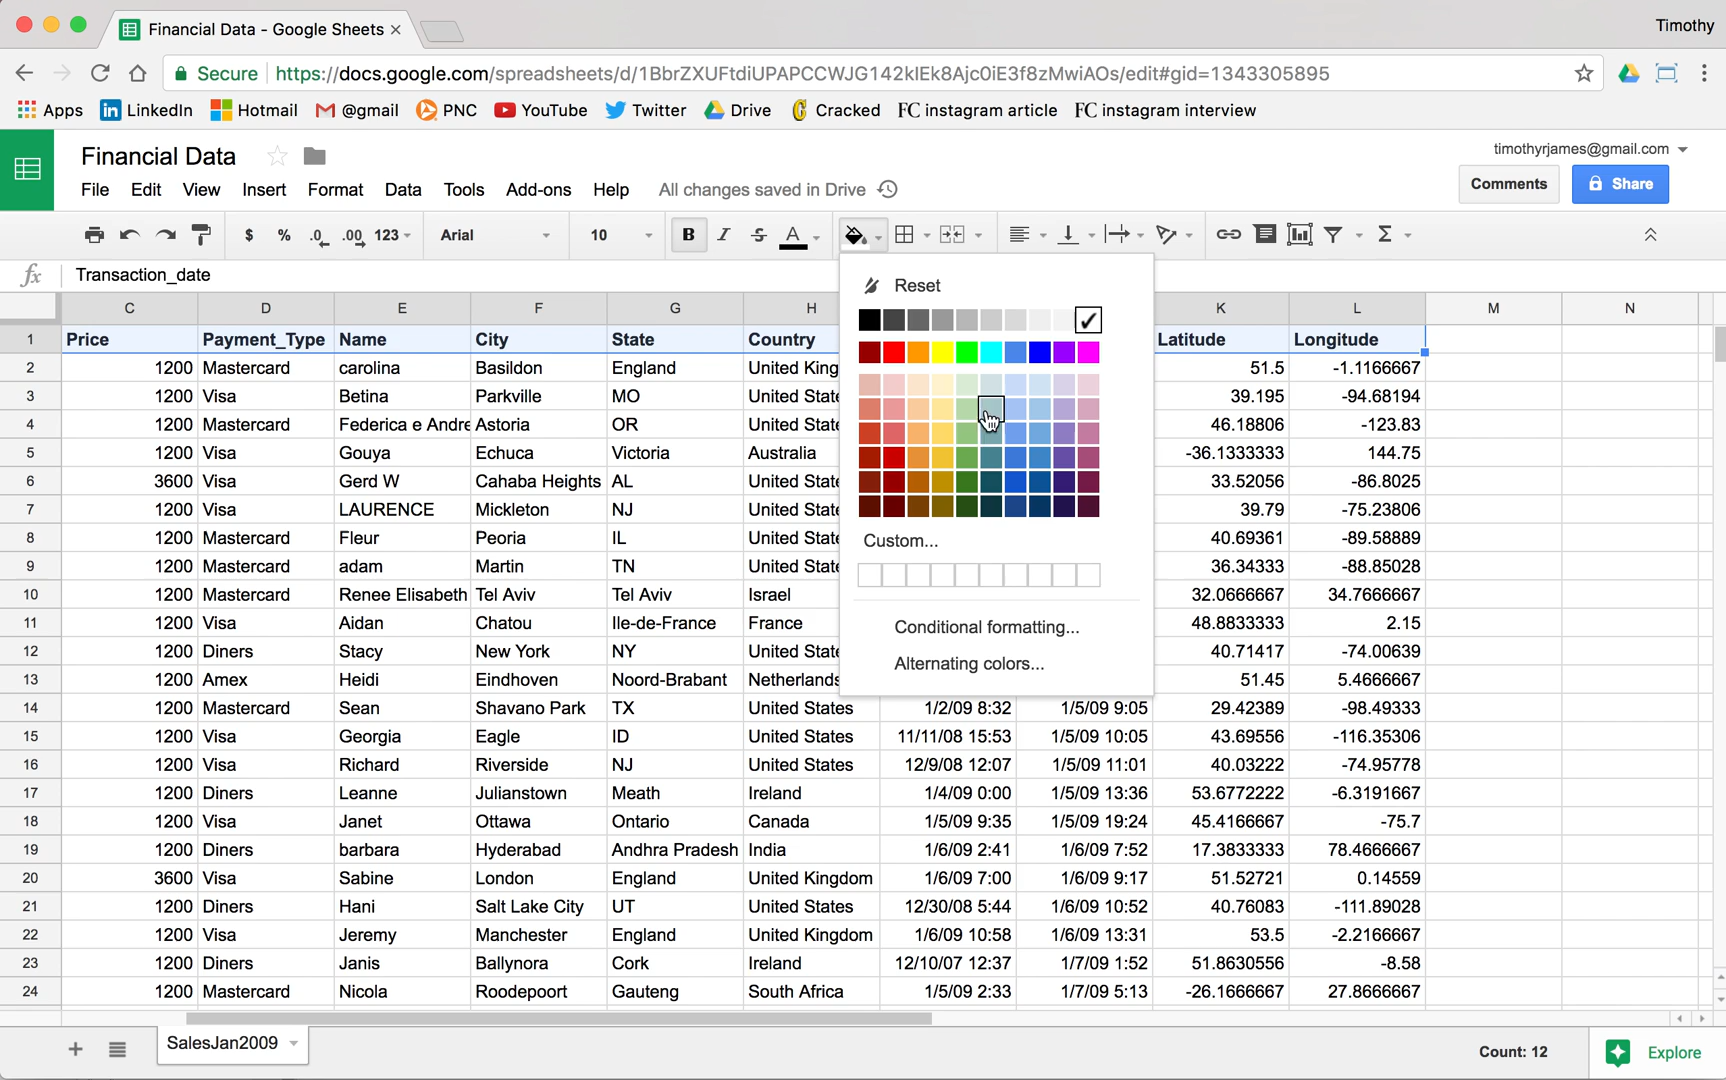 Financial Data - Google Sheets
Timothy
Secure https://docs.google.com/spreadsheets/d/1BbrZXUFtdiUPAPCCWJG142kIEk8Ajc0iE3f8zMwiAOs/edit#gid=1343305895
Apps LinkedIn Hotmail @gmail PNC YouTube Twitter Drive Cracked FC instagram article FC instagram interview
Financial Data
timothyrjames@gmail.com
File Edit View Insert Format Data Tools Add-ons Help All changes saved in Drive
Comments Share
$ % .0 .00 123 Arial 10 B I S A
fx Transaction_date
Reset
C D E F G H K L M N
1 Price Payment_Type Name City State Country Latitude Longitude
2 1200 Mastercard carolina Basildon England United King 51.5 -1.1166667
3 1200 Visa Betina Parkville MO United State 39.195 -94.68194
4 1200 Mastercard Federica e Andre Astoria OR United State 46.18806 -123.83
5 1200 Visa Gouya Echuca Victoria Australia -36.1333333 144.75
6 3600 Visa Gerd W Cahaba Heights AL United State 33.52056 -86.8025
7 1200 Visa LAURENCE Mickleton NJ United State 39.79 -75.23806
8 1200 Mastercard Fleur Peoria IL United State 40.69361 -89.58889
Custom...
9 1200 Mastercard adam Martin TN United State 36.34333 -88.85028
10 1200 Mastercard Renee Elisabeth Tel Aviv Tel Aviv Israel 32.0666667 34.7666667
11 1200 Visa Aidan Chatou Ile-de-France France 48.8833333 2.15
Conditional formatting...
12 1200 Diners Stacy New York NY United State 40.71417 -74.00639
Alternating colors...
13 1200 Amex Heidi Eindhoven Noord-Brabant Netherlands 51.45 5.4666667
14 1200 Mastercard Sean Shavano Park TX United States 1/2/09 8:32 1/5/09 9:05 29.42389 -98.49333
15 1200 Visa Georgia Eagle ID United States 11/11/08 15:53 1/5/09 10:05 43.69556 -116.35306
16 1200 Visa Richard Riverside NJ United States 12/9/08 12:07 1/5/09 11:01 40.03222 -74.95778
17 1200 Diners Leanne Julianstown Meath Ireland 1/4/09 0:00 1/5/09 13:36 53.6772222 -6.3191667
18 1200 Visa Janet Ottawa Ontario Canada 1/5/09 9:35 1/5/09 19:24 45.4166667 -75.7
19 1200 Diners barbara Hyderabad Andhra Pradesh India 1/6/09 2:41 1/6/09 7:52 17.3833333 78.4666667
20 3600 Visa Sabine London England United Kingdom 1/6/09 7:00 1/6/09 9:17 51.52721 0.14559
21 1200 Diners Hani Salt Lake City UT United States 12/30/08 5:44 1/6/09 10:52 40.76083 -111.89028
22 1200 Visa Jeremy Manchester England United Kingdom 1/6/09 10:58 1/6/09 13:31 53.5 -2.2166667
23 1200 Diners Janis Ballynora Cork Ireland 12/10/07 12:37 1/7/09 1:52 51.8630556 -8.58
24 1200 Mastercard Nicola Roodepoort Gauteng South Africa 1/5/09 2:33 1/7/09 5:13 -26.1666667 27.8666667
SalesJan2009 Count: 12 Explore